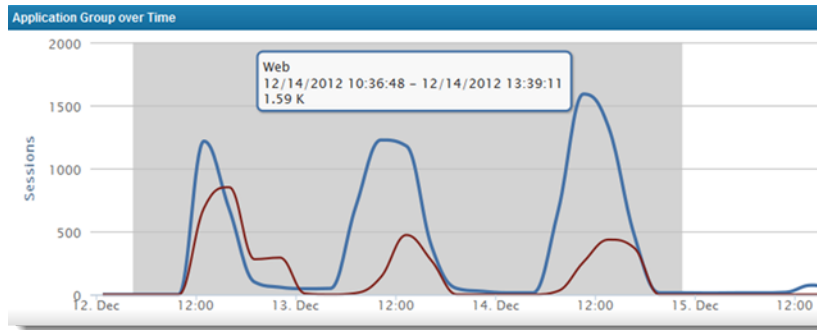 Application Group over Time
2000
Web
12/14/2012 10:36:48 - 12/14/2012 13:39:11
1.59 K
1500
Sessions
1000
500
0
12. Dec 12:00 13. Dec 12:00 14. Dec 12:00 15. Dec 12:00